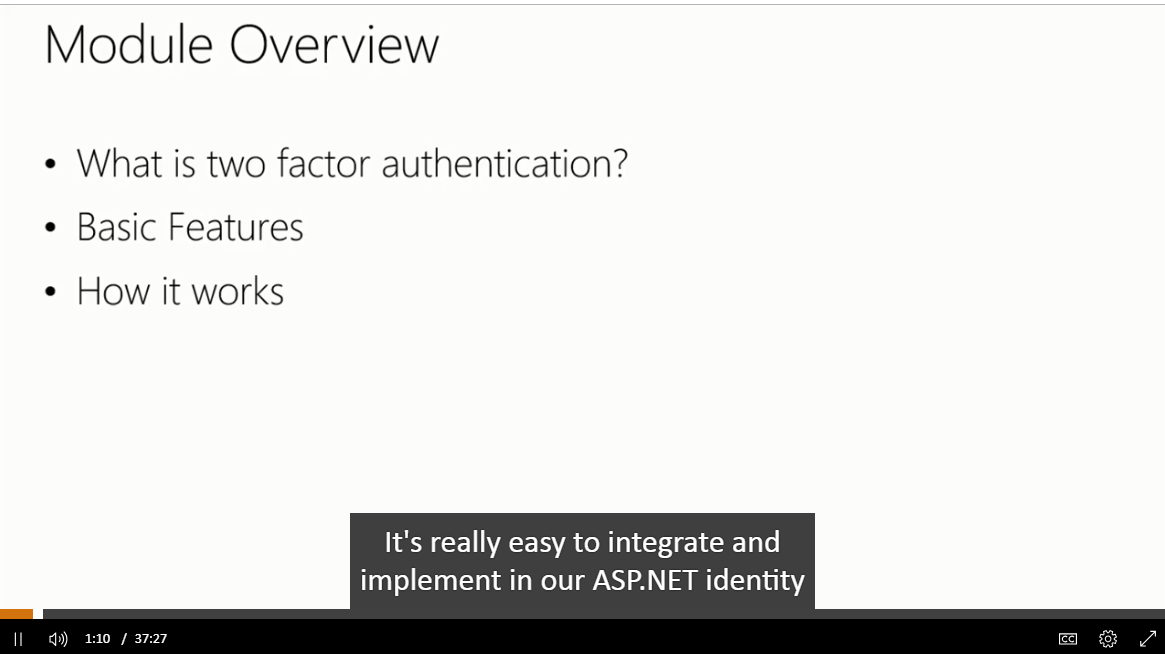 Module Overview
• What is two factor authentication?
• Basic Features
• How it works
It's really easy to integrate and
implement in our ASP.NET identity
1:10 / 37:27
CC